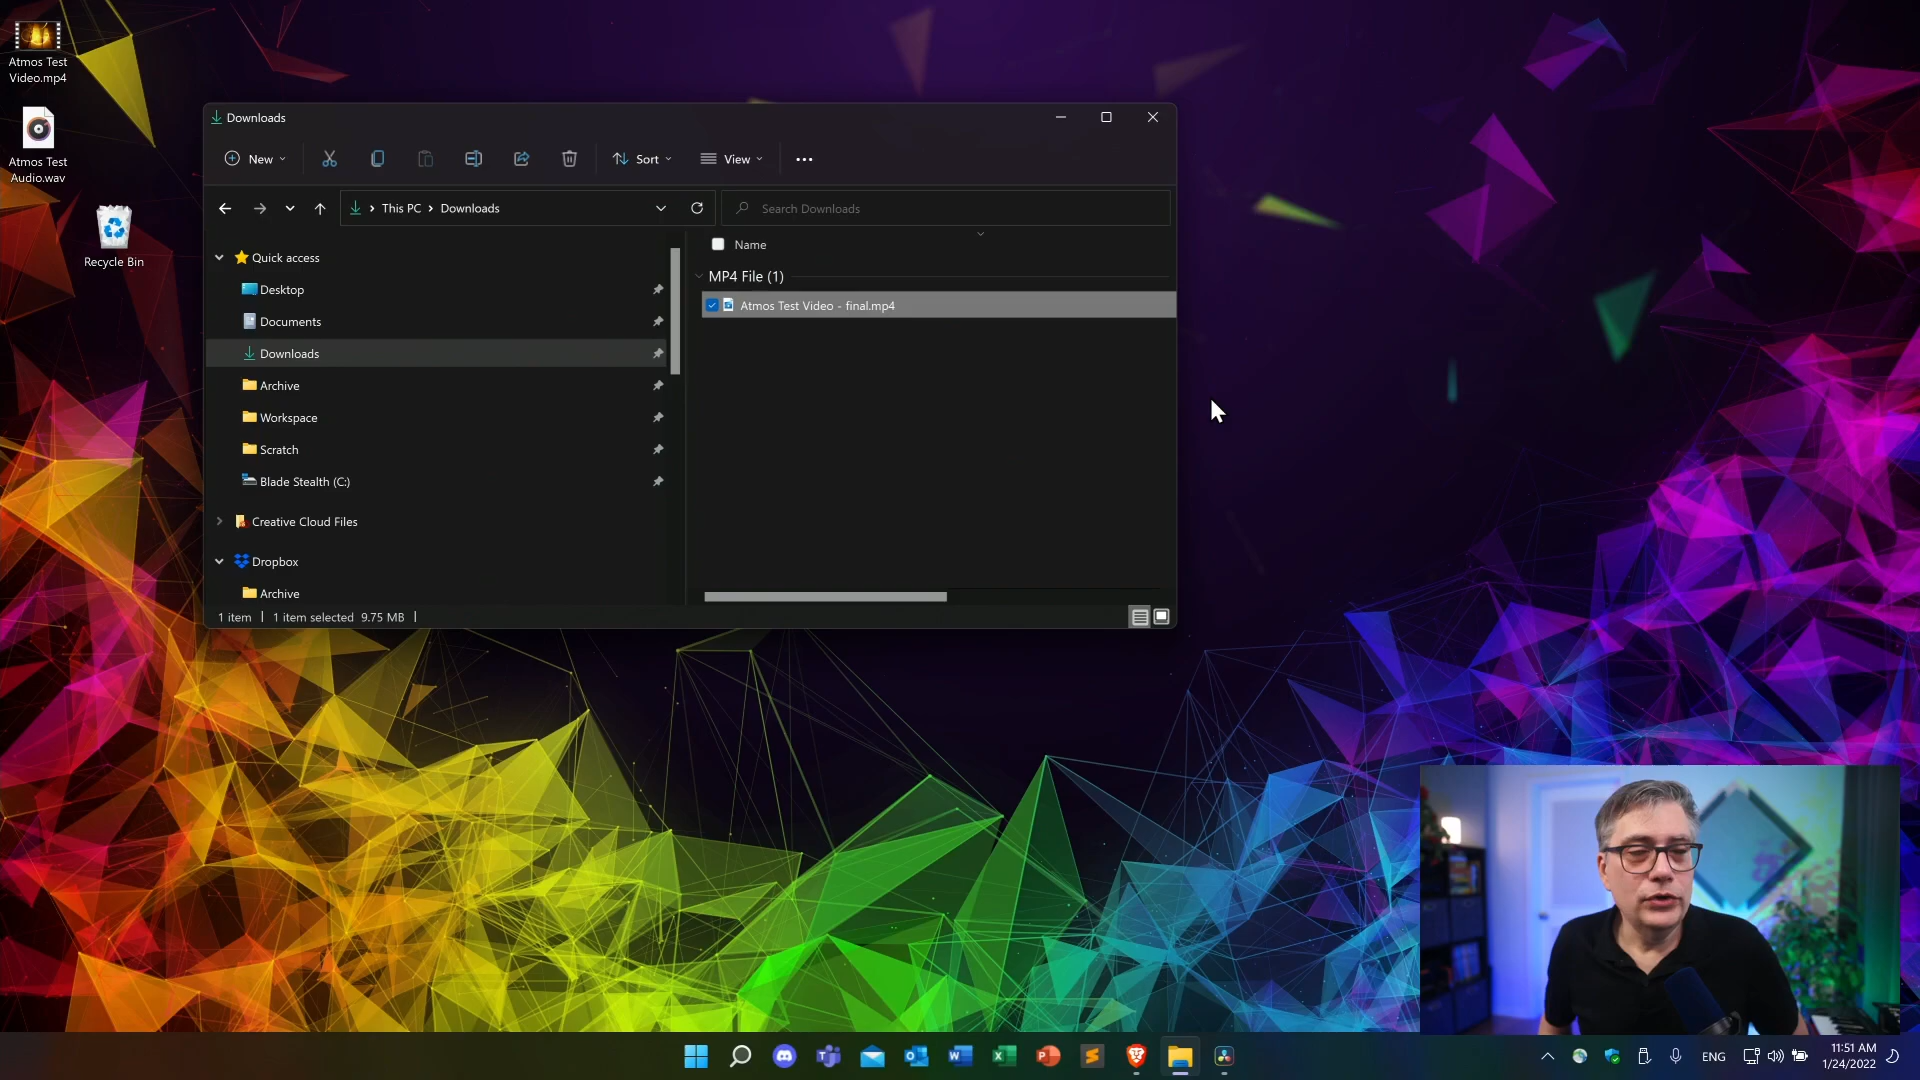 Atmos Test
Video.mp4
Atmos Test
Audio.wav
Recycle Bin
Downloads
New
Sort
View
This PC
Downloads
Search Downloads
Quick access
Desktop
Documents
Downloads
Archive
Workspace
Scratch
Blade Stealth (C:)
Creative Cloud Files
Dropbox
Archive
Name
MP4 File (1)
Atmos Test Video - final.mp4
1 item
1 item selected 9.75 MB
ENG
11:51 AM
1/24/2022